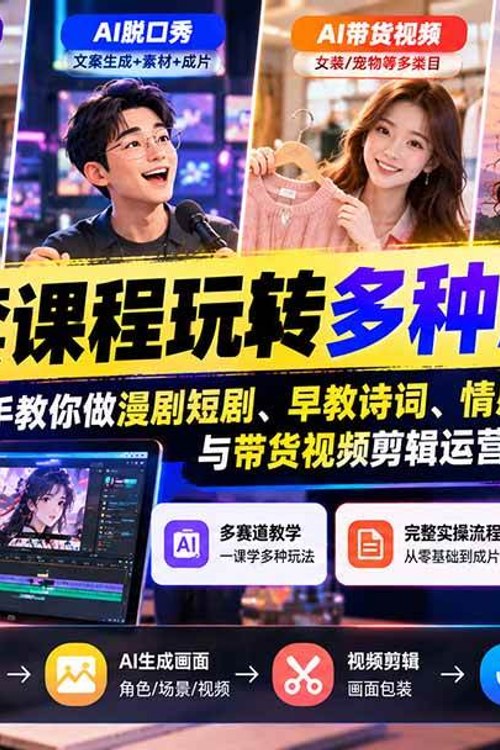 AI脱口秀
文案生成+素材+成片
AI带货视频
女装/宠物等多类目
课程玩转多种
手教你做漫剧短剧、早教诗词、情感
与带货视频剪辑运营
AI
多赛道教学
一课学多种玩法
完整实操流程
从零基础到成片
AI生成画面
角色/场景/视频
视频剪辑
画面包装